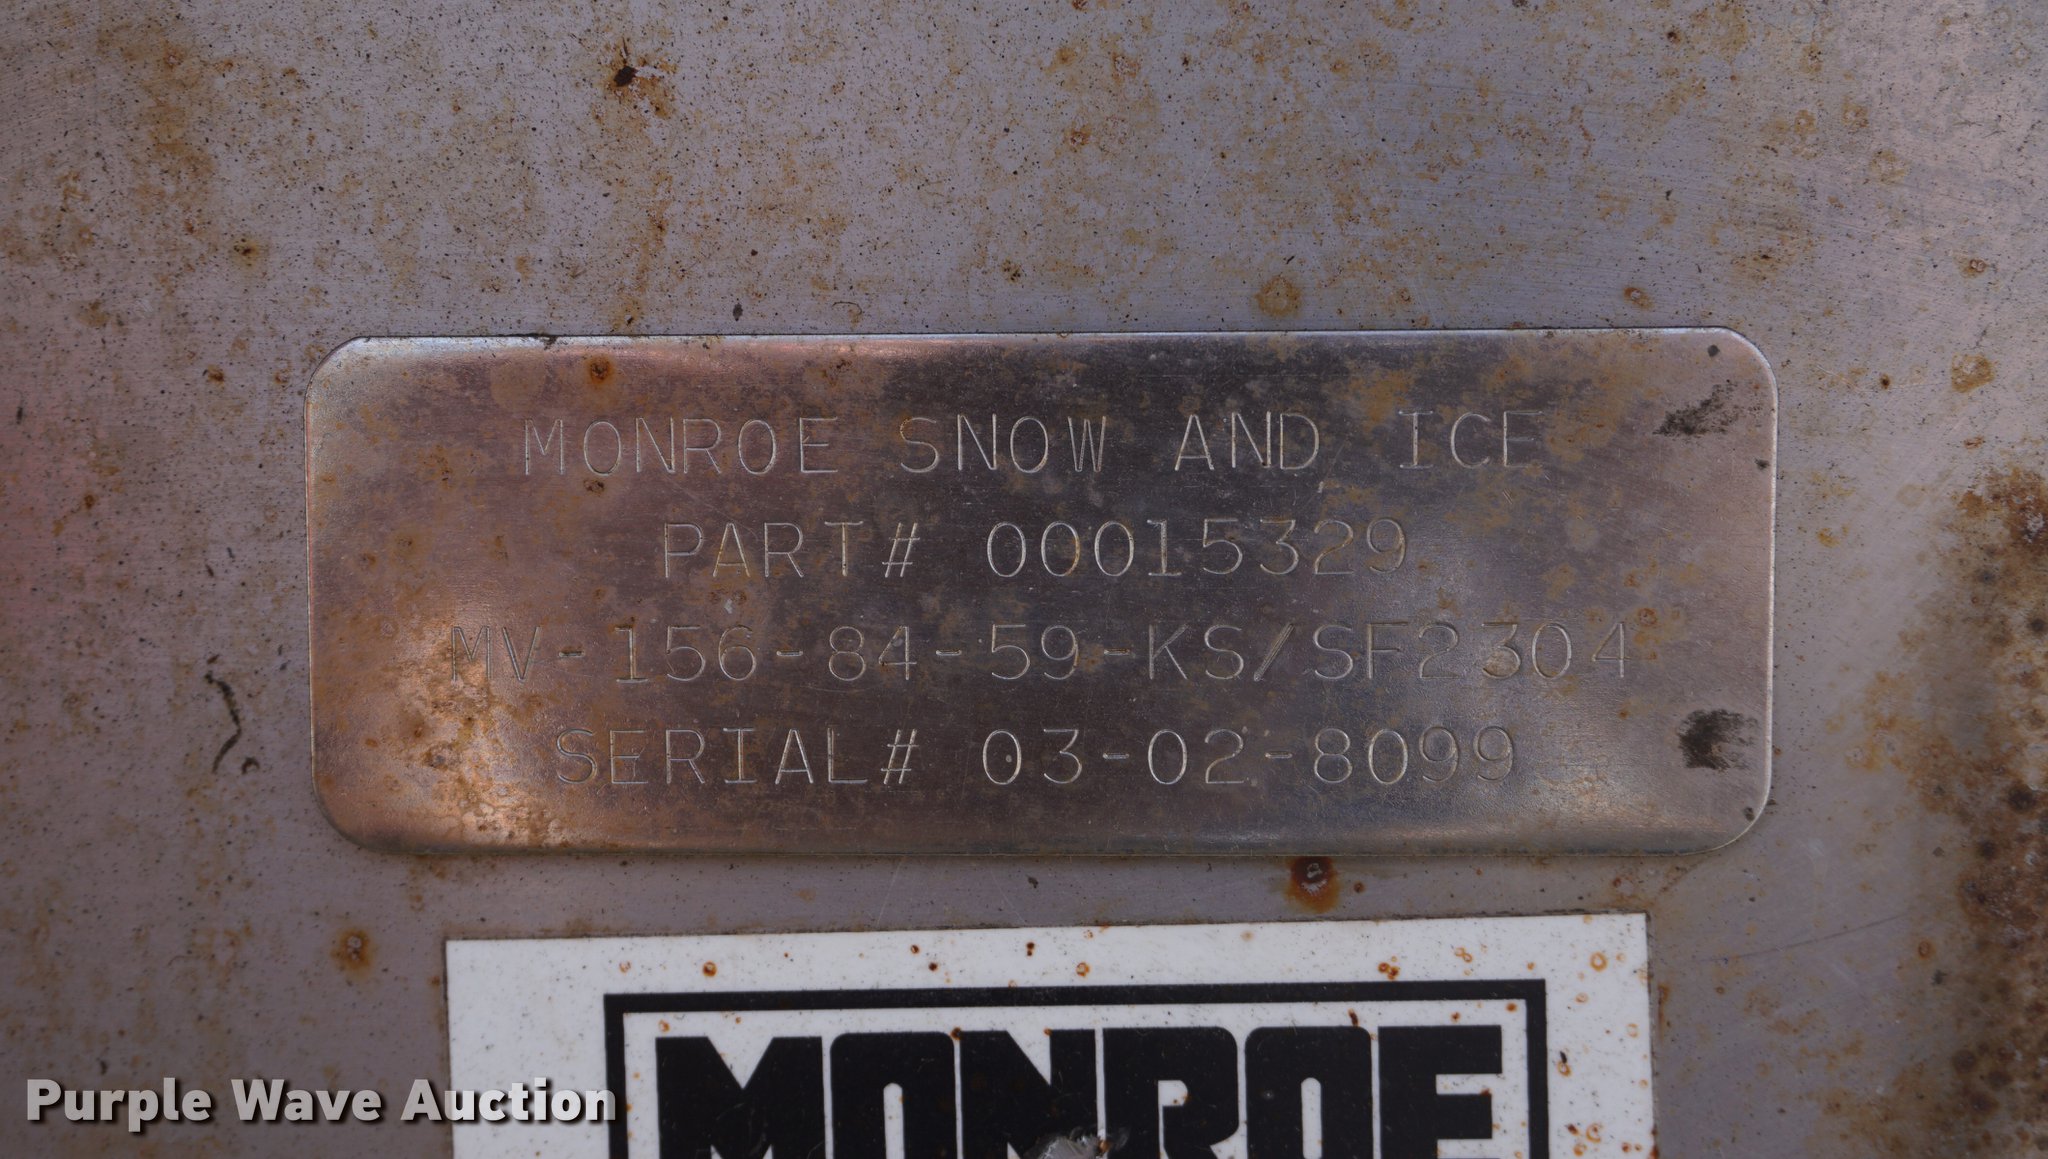 MONROE SNOW AND ICE
PART# 00015329
MV-156-84-59-KS/SF2304
SERIAL# 03-02-8099
MONROE
Purple Wave Auction